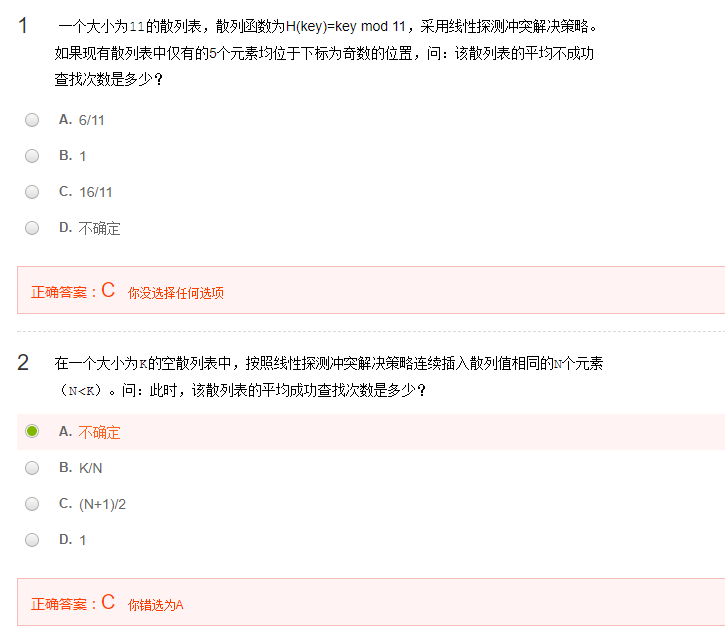 1 一个大小为11的散列表，散列函数为H(key)=key mod 11，采用线性探测冲突解决策略。
如果现有散列表中仅有的5个元素均位于下标为奇数的位置，问：该散列表的平均不成功
查找次数是多少？
A. 6/11
B. 1
C. 16/11
D. 不确定
正确答案：C 你没选择任何选项
2 在一个大小为K的空散列表中，按照线性探测冲突解决策略连续插入散列值相同的N个元素
（N<K）。问：此时，该散列表的平均成功查找次数是多少？
A. 不确定
B. K/N
C. (N+1)/2
D. 1
正确答案：C 你错选为A